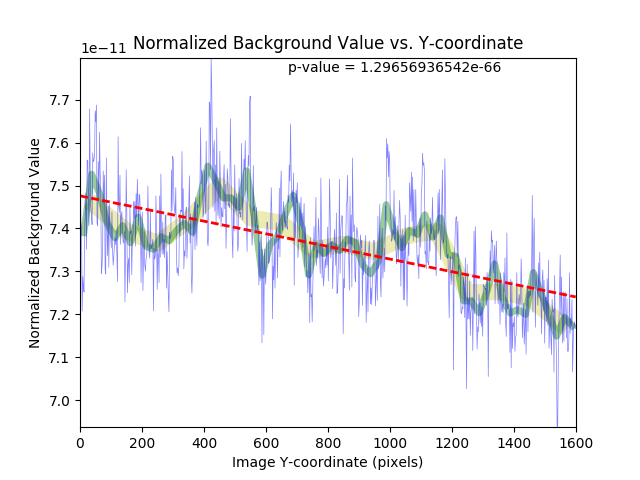 Normalized Background Value vs. Y-coordinate
1e−11
p-value = 1.29656936542e-66
7.7
7.6
7.5
7.4
7.3
7.2
7.1
7.0
Normalized Background Value
0 200 400 600 800 1000 1200 1400 1600
Image Y-coordinate (pixels)